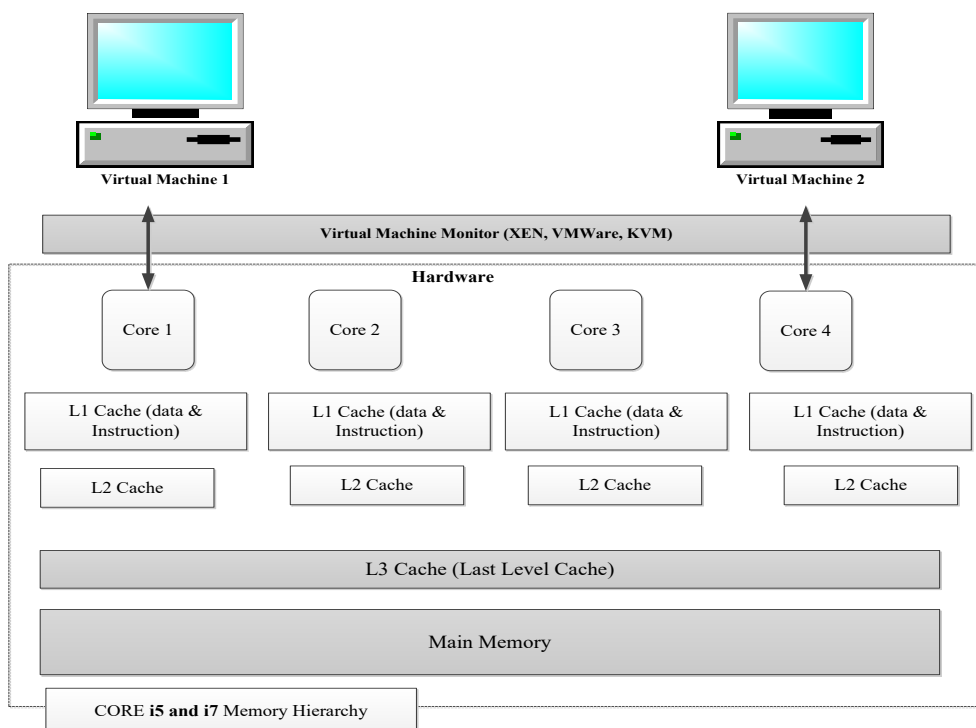 Virtual Machine 1
Virtual Machine 2
Virtual Machine Monitor (XEN, VMWare, KVM)
Hardware
Core 1
Core 2
Core 3
Core 4
L1 Cache (data &
Instruction)
L1 Cache (data &
Instruction)
L1 Cache (data &
Instruction)
L1 Cache (data &
Instruction)
L2 Cache
L2 Cache
L2 Cache
L2 Cache
L3 Cache (Last Level Cache)
Main Memory
CORE i5 and i7 Memory Hierarchy